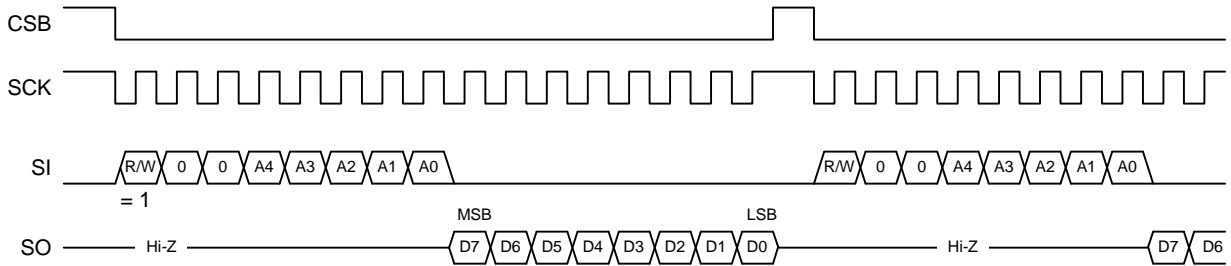 CSB
SCK
SI R/W 0 0 A4 A3 A2 A1 A0 R/W 0 0 A4 A3 A2 A1 A0
= 1
MSB LSB
SO Hi-Z D7 D6 D5 D4 D3 D2 D1 D0 Hi-Z D7 D6